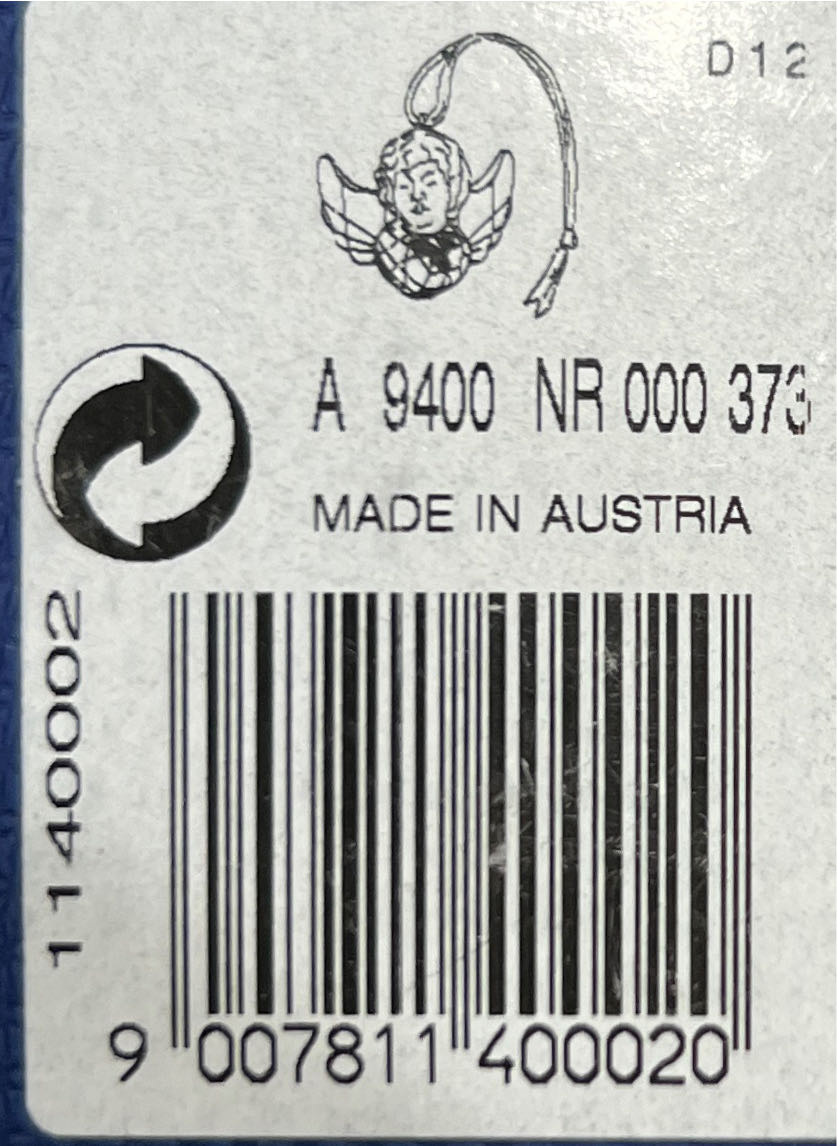 D12
A 9400 NR 000 373
MADE IN AUSTRIA
1140002
9 007811 400020